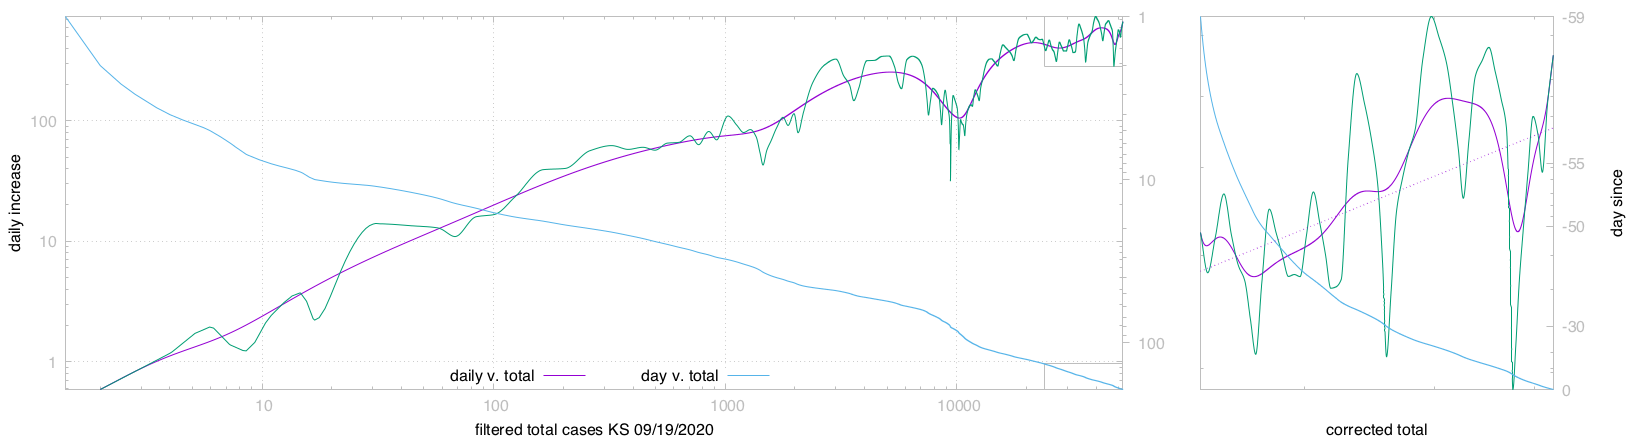 daily increase
100
10
1
10
100
1000
10000
1
10
100
daily v. total
day v. total
filtered total cases KS 09/19/2020
-59
-55
-50
-30
0
day since
corrected total